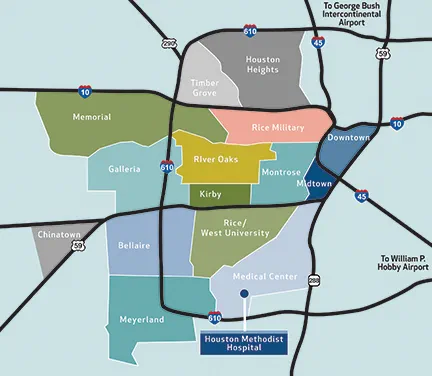 To George Bush
Intercontinental
Airport
290
610
45
59
Houston
Heights
Timber
Grove
10
Memorial
Rice Military
Downtown
10
RIver Oaks
Galleria
610
Montrose
Midtown
Kirby
45
Chinatown
59
Bellaire
Rice/
West University
To William P.
Hobby Airport
Medical Center
288
Meyerland
610
Houston Methodist
Hospital